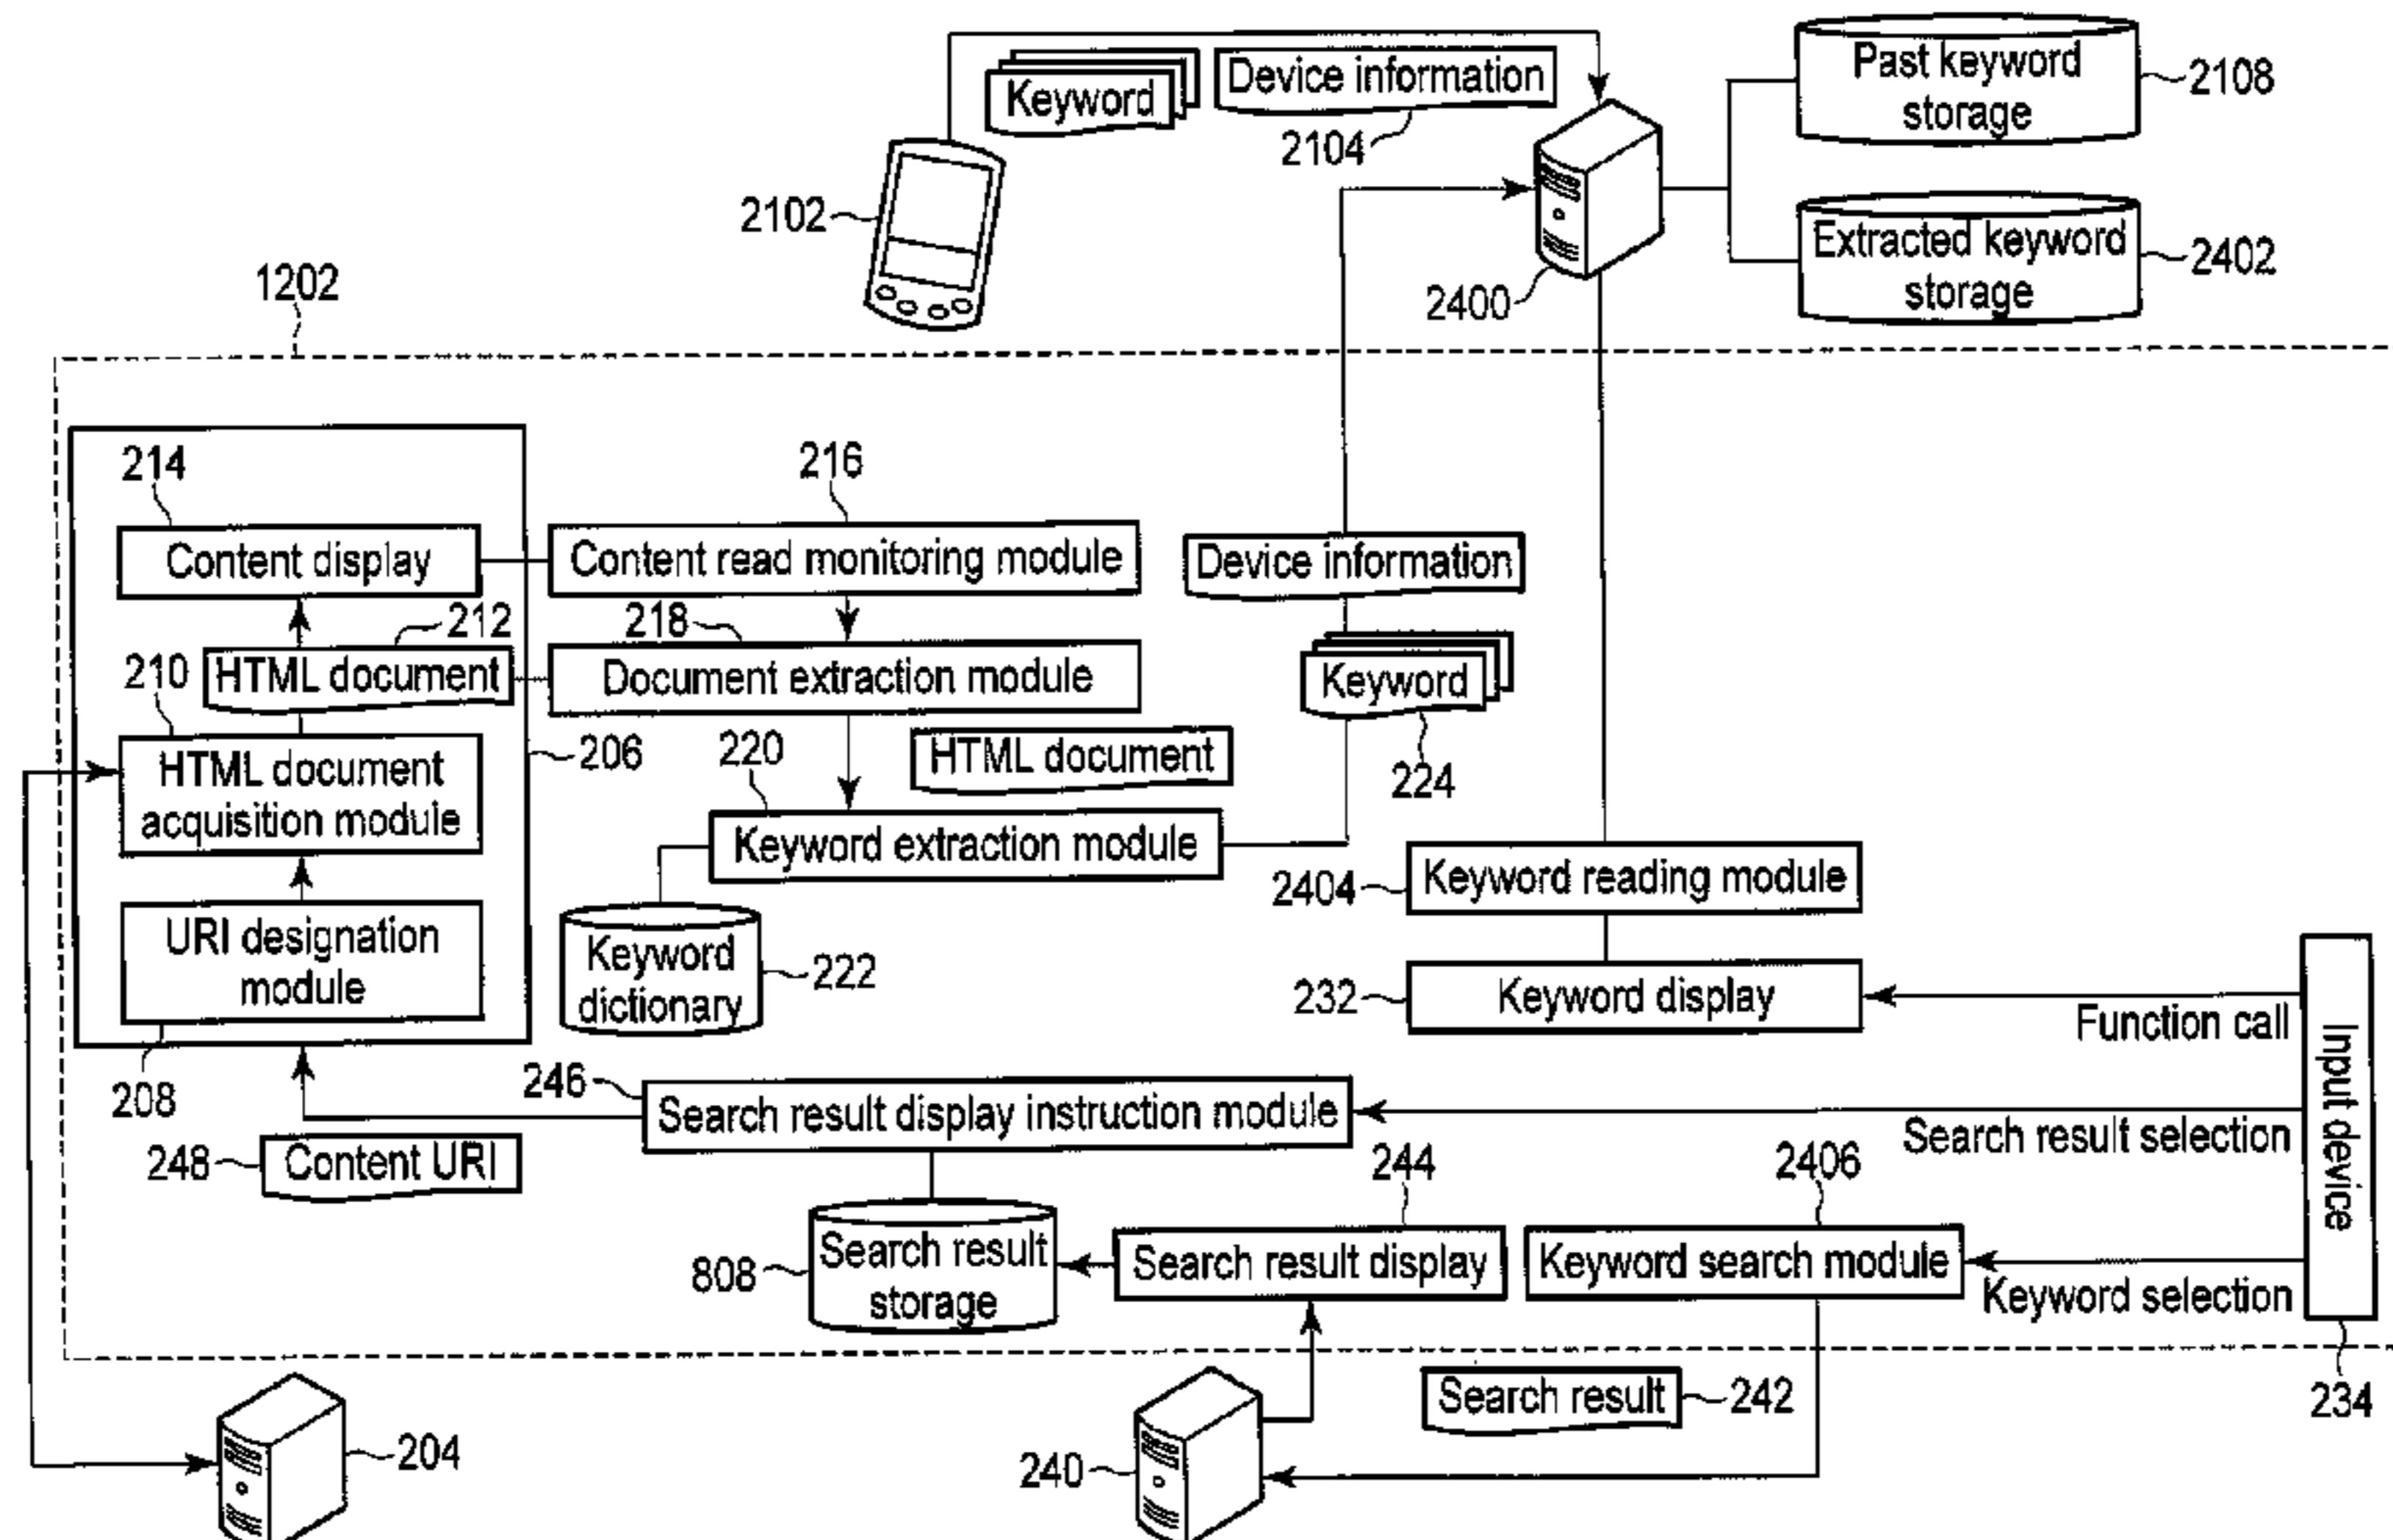 Keyword
Device information
2104
Past keyword
storage
2108
2102
2400
Extracted keyword
storage
2402
1202
214
Content display
216
Content read monitoring module
Device information
212
HTML document
218
Document extraction module
Keyword
224
210
HTML document
acquisition module
206
220
HTML document
Keyword extraction module
Keyword
dictionary
222
URI designation
module
208
2404
Keyword reading module
232
Keyword display
Function call
Input device
246
Search result display instruction module
Search result selection
248
Content URI
808
Search result
storage
244
Search result display
2406
Keyword search module
Keyword selection
234
204
240
Search result
242